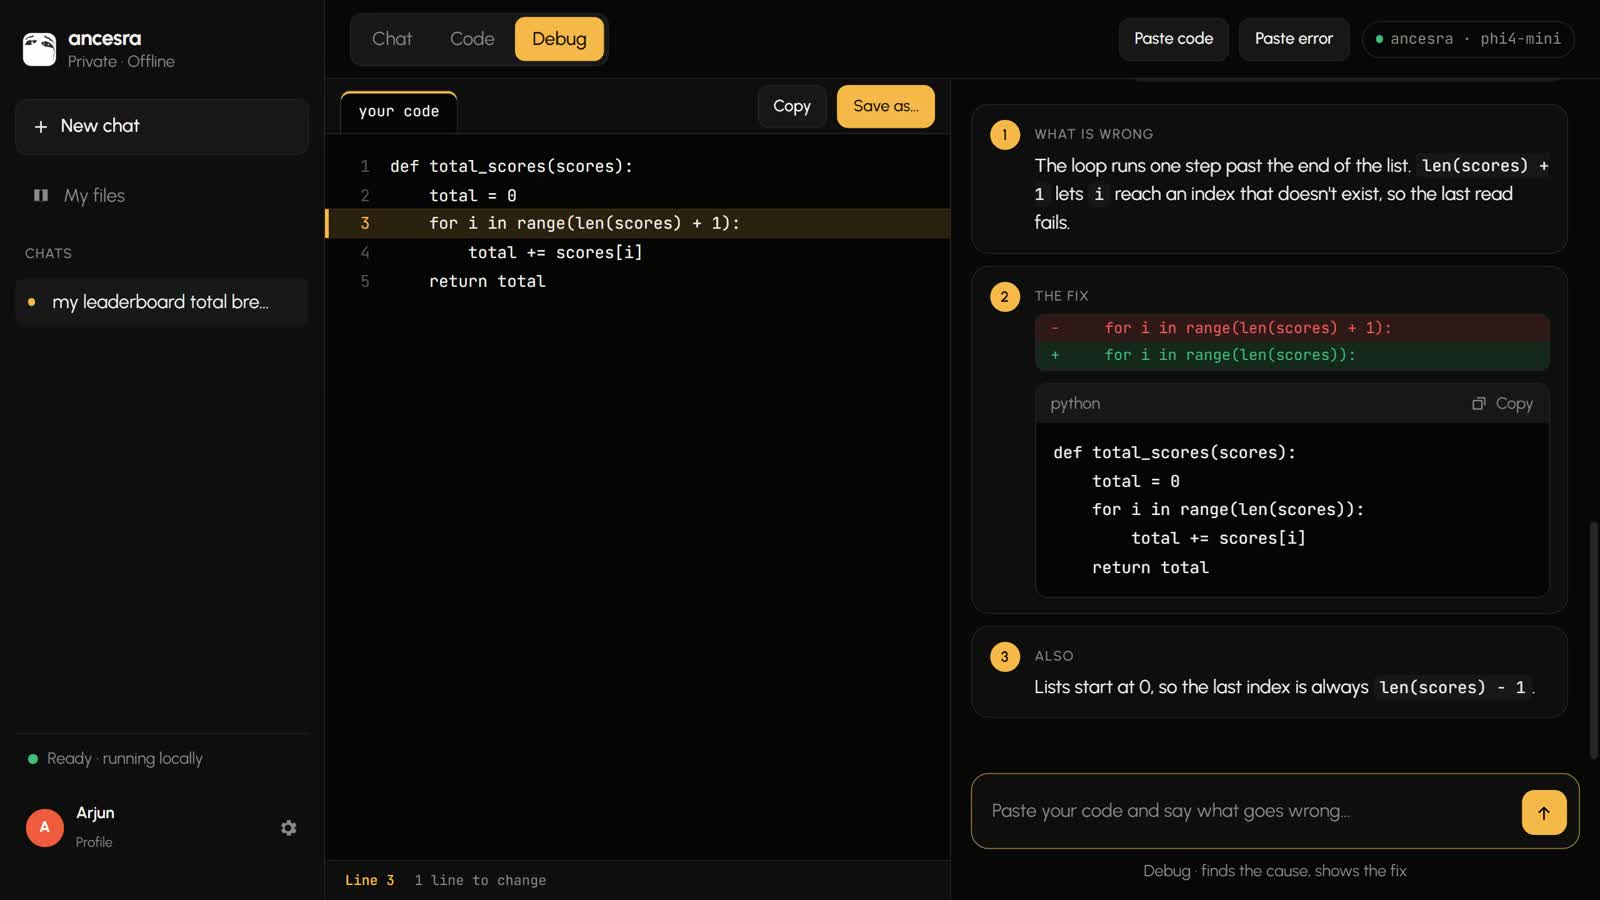 ancesra
Private · Offline
+ New chat
My files
CHATS
my leaderboard total bre...
Ready · running locally
A
Arjun
Profile
Chat
Code
Debug
Paste code
Paste error
ancesra · phi4-mini
your code
Copy
Save as...
1 def total_scores(scores):
2     total = 0
3     for i in range(len(scores) + 1):
4         total += scores[i]
5     return total
Line 3
1 line to change
1
WHAT IS WRONG
The loop runs one step past the end of the list. len(scores) +
1 lets i reach an index that doesn't exist, so the last read
fails.
2
THE FIX
-     for i in range(len(scores) + 1):
+     for i in range(len(scores)):
python
Copy
def total_scores(scores):
    total = 0
    for i in range(len(scores)):
        total += scores[i]
    return total
3
ALSO
Lists start at 0, so the last index is always len(scores) - 1.
Paste your code and say what goes wrong...
Debug · finds the cause, shows the fix